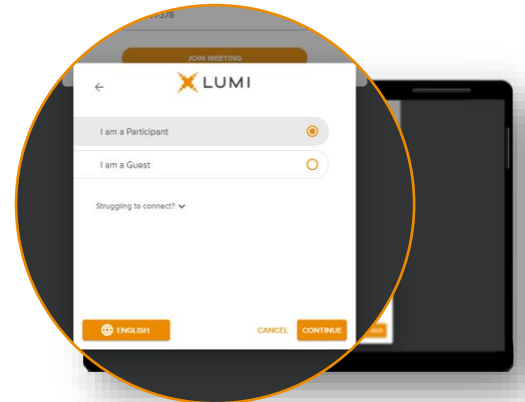 JOIN MEETING
LUMI
I am a Participant
I am a Guest
Struggling to connect?
ENGLISH
CANCEL
CONTINUE